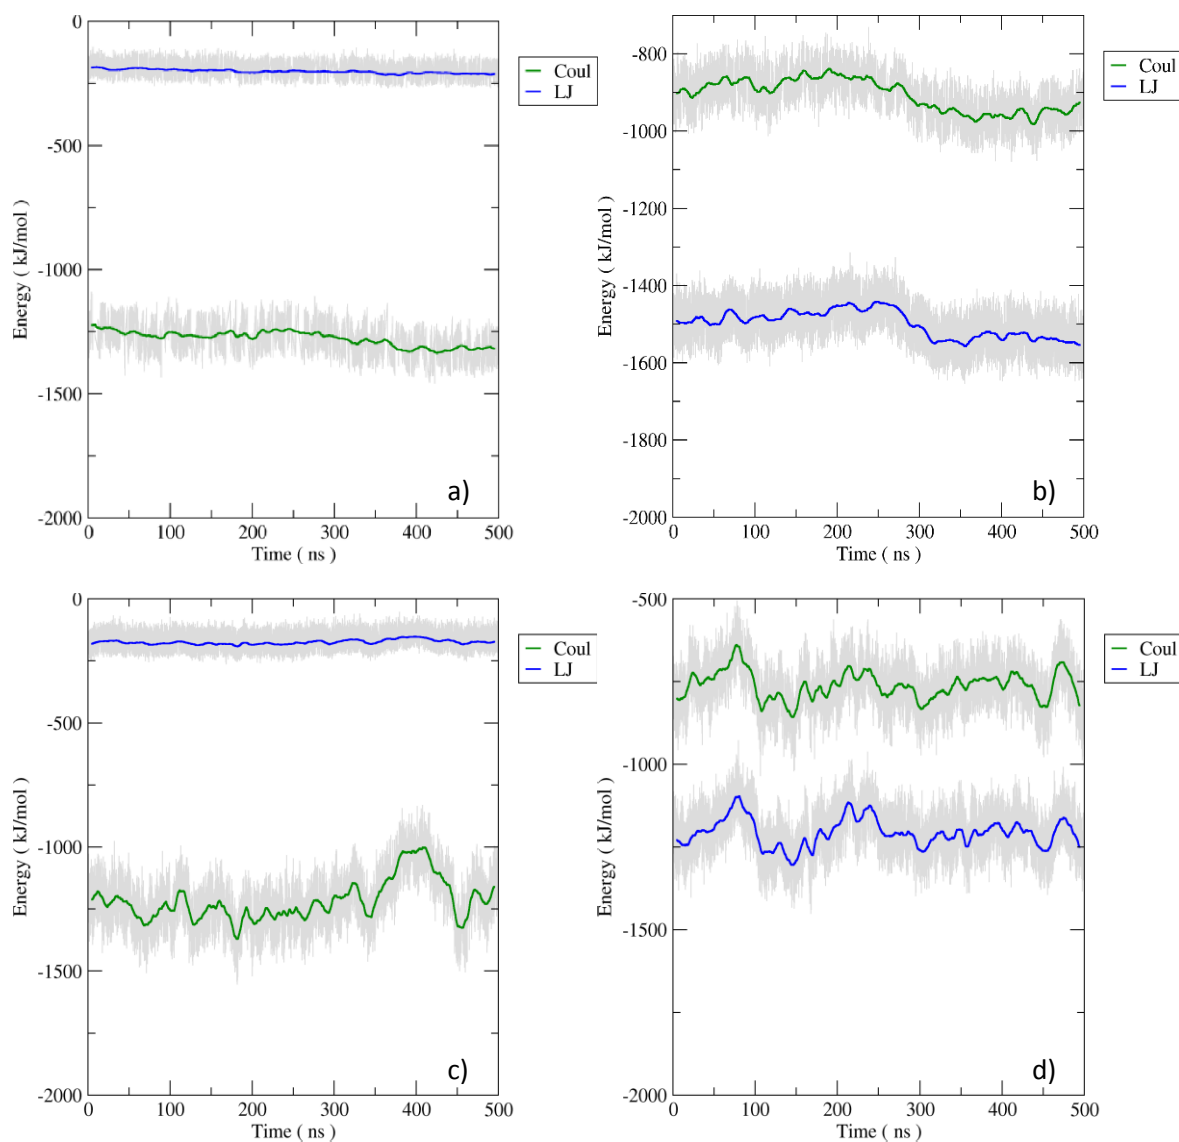 0
-500
-1000
-1500
-2000
Energy ( kJ/mol )
0 100 200 300 400 500
Time ( ns )
Coul
LJ
a)
-800
-1000
-1200
-1400
-1600
-1800
-2000
Energy ( kJ/mol )
0 100 200 300 400 500
Time ( ns )
Coul
LJ
b)
0
-500
-1000
-1500
-2000
Energy ( kJ/mol )
0 100 200 300 400 500
Time ( ns )
Coul
LJ
c)
-500
-1000
-1500
-2000
Energy ( kJ/mol )
0 100 200 300 400 500
Time ( ns )
Coul
LJ
d)